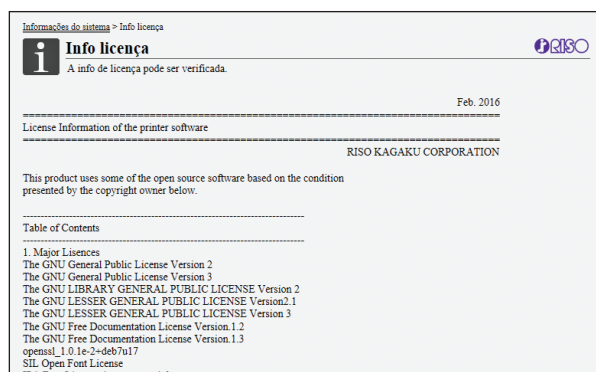 Informações do sistema > Info licença
Info licença
RISO
A info de licença pode ser verificada.
Feb. 2016
================================================================================
License Information of the printer software
================================================================================
RISO KAGAKU CORPORATION
This product uses some of the open source software based on the condition
presented by the copyright owner below.
--------------------------------------------------------------------------------
Table of Contents
--------------------------------------------------------------------------------
1. Major Lisences
The GNU General Public License Version 2
The GNU General Public License Version 3
The GNU LIBRARY GENERAL PUBLIC LICENSE Version 2
The GNU LESSER GENERAL PUBLIC LICENSE Version2.1
The GNU LESSER GENERAL PUBLIC LICENSE Version 3
The GNU Free Documentation License Version.1.2
The GNU Free Documentation License Version.1.3
openssl_1.0.1e-2+deb7u17
SIL Open Font License